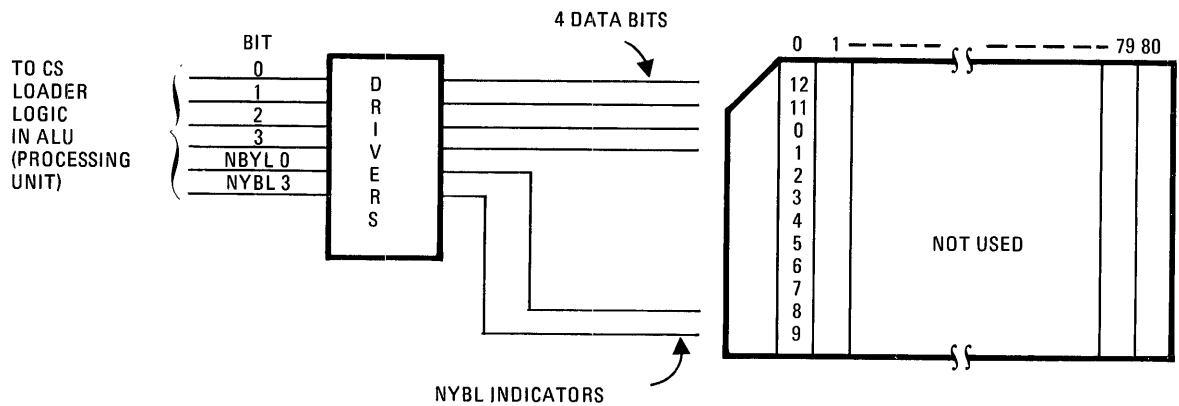 4 DATA BITS
BIT
TO CS
LOADER
LOGIC
IN ALU
(PROCESSING
UNIT)
0
1
2
3
NBYL 0
NYBL 3
DRIVERS
NYBL INDICATORS
0 1 79 80
12
11
0
1
2
3
4
5
6
7
8
9
NOT USED